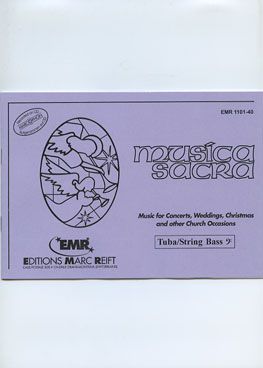 EMR 1101-40
musica
sacra
Music for Concerts, Weddings, Christmas
and other Church Occasions
Tuba/String Bass 𝄢
EMR
EDITIONS MARC REIFT